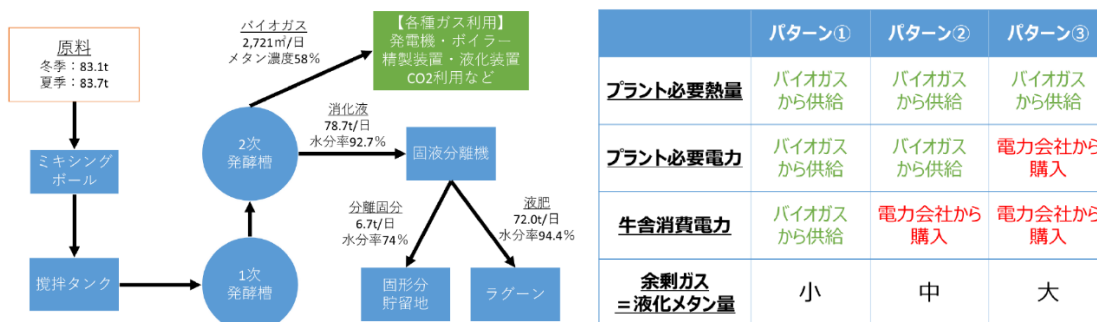 原料
冬季：83.1t
夏季：83.7t
ミキシング
ボール
撹拌タンク
1次
発酵槽
2次
発酵槽
バイオガス
2,721㎥/日
メタン濃度58%
【各種ガス利用】
発電機・ボイラー
精製装置・液化装置
CO2利用など
消化液
78.7t/日
水分率92.7%
固液分離機
分離固分
6.7t/日
水分率74%
液肥
72.0t/日
水分率94.4%
固形分
貯留地
ラグーン
パターン① パターン② パターン③
プラント必要熱量
バイオガス
から供給
バイオガス
から供給
バイオガス
から供給
プラント必要電力
バイオガス
から供給
バイオガス
から供給
電力会社から
購入
牛舎消費電力
バイオガス
から供給
電力会社から
購入
電力会社から
購入
余剰ガス
＝液化メタン量
小 中 大